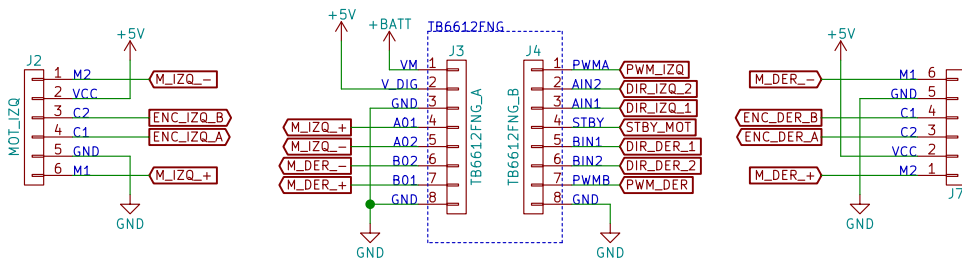 +5V
J2
MOT_IZQ
1 M2 M_IZQ_-
2 VCC
3 C2 ENC_IZQ_B
4 C1 ENC_IZQ_A
5 GND
6 M1 M_IZQ_+
GND
+5V
+BATT
TB6612FNG
J3
TB6612FNG_A
VM 1
V_DIG 2
GND 3
M_IZQ_+ A01 4
M_IZQ_- A02 5
M_DER_- B02 6
M_DER_+ B01 7
GND 8
GND
J4
TB6612FNG_B
1 PWMA PWM_IZQ
2 AIN2 DIR_IZQ_2
3 AIN1 DIR_IZQ_1
4 STBY STBY_MOT
5 BIN1 DIR_DER_1
6 BIN2 DIR_DER_2
7 PWMB PWM_DER
8 GND
GND
+5V
M_DER_- M1 6
GND 5
ENC_DER_B C1 4
ENC_DER_A C2 3
VCC 2
M_DER_+ M2 1
J7
GND